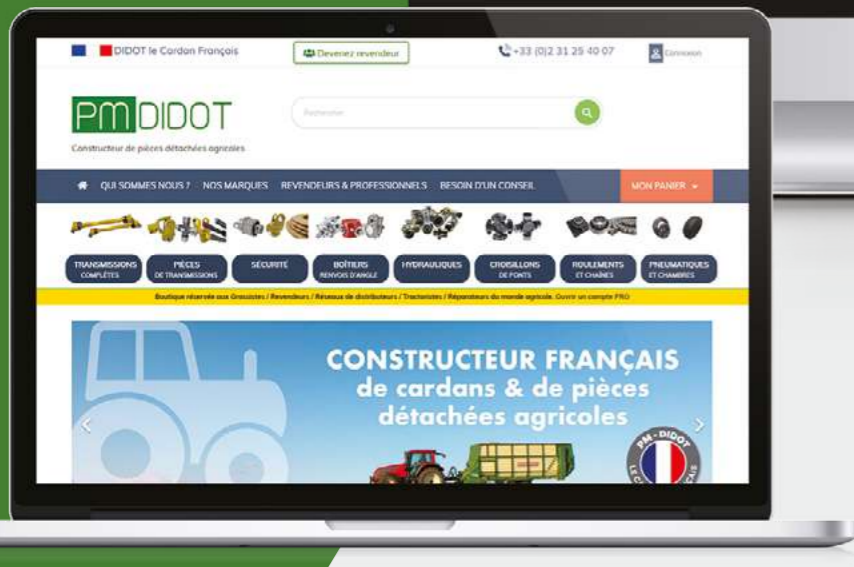 DIDOT le Cardan Français
Devenez revendeur
+33 (0)2 31 25 40 07
Connexion
PMDIDOT
Rechercher
Constructeur de pièces détachées agricoles
QUI SOMMES NOUS ?
NOS MARQUES
REVENDEURS & PROFESSIONNELS
BESOIN D'UN CONSEIL
MON PANIER
TRANSMISSIONS
COMPLÈTES
PIÈCES
DE TRANSMISSIONS
SÉCURITÉ
BOÎTIERS
RENVOIS D'ANGLE
HYDRAULIQUES
CROISILLONS
DE PONTS
ROULEMENTS
ET CHAÎNES
PNEUMATIQUES
ET CHAMBRES
Boutique réservée aux Grossistes / Revendeurs / Réseaux de distributeurs / Tractoristes / Réparateurs du monde agricole. Ouvrir un compte PRO
CONSTRUCTEUR FRANÇAIS
de cardans & de pièces
détachées agricoles
PM - DIDOT